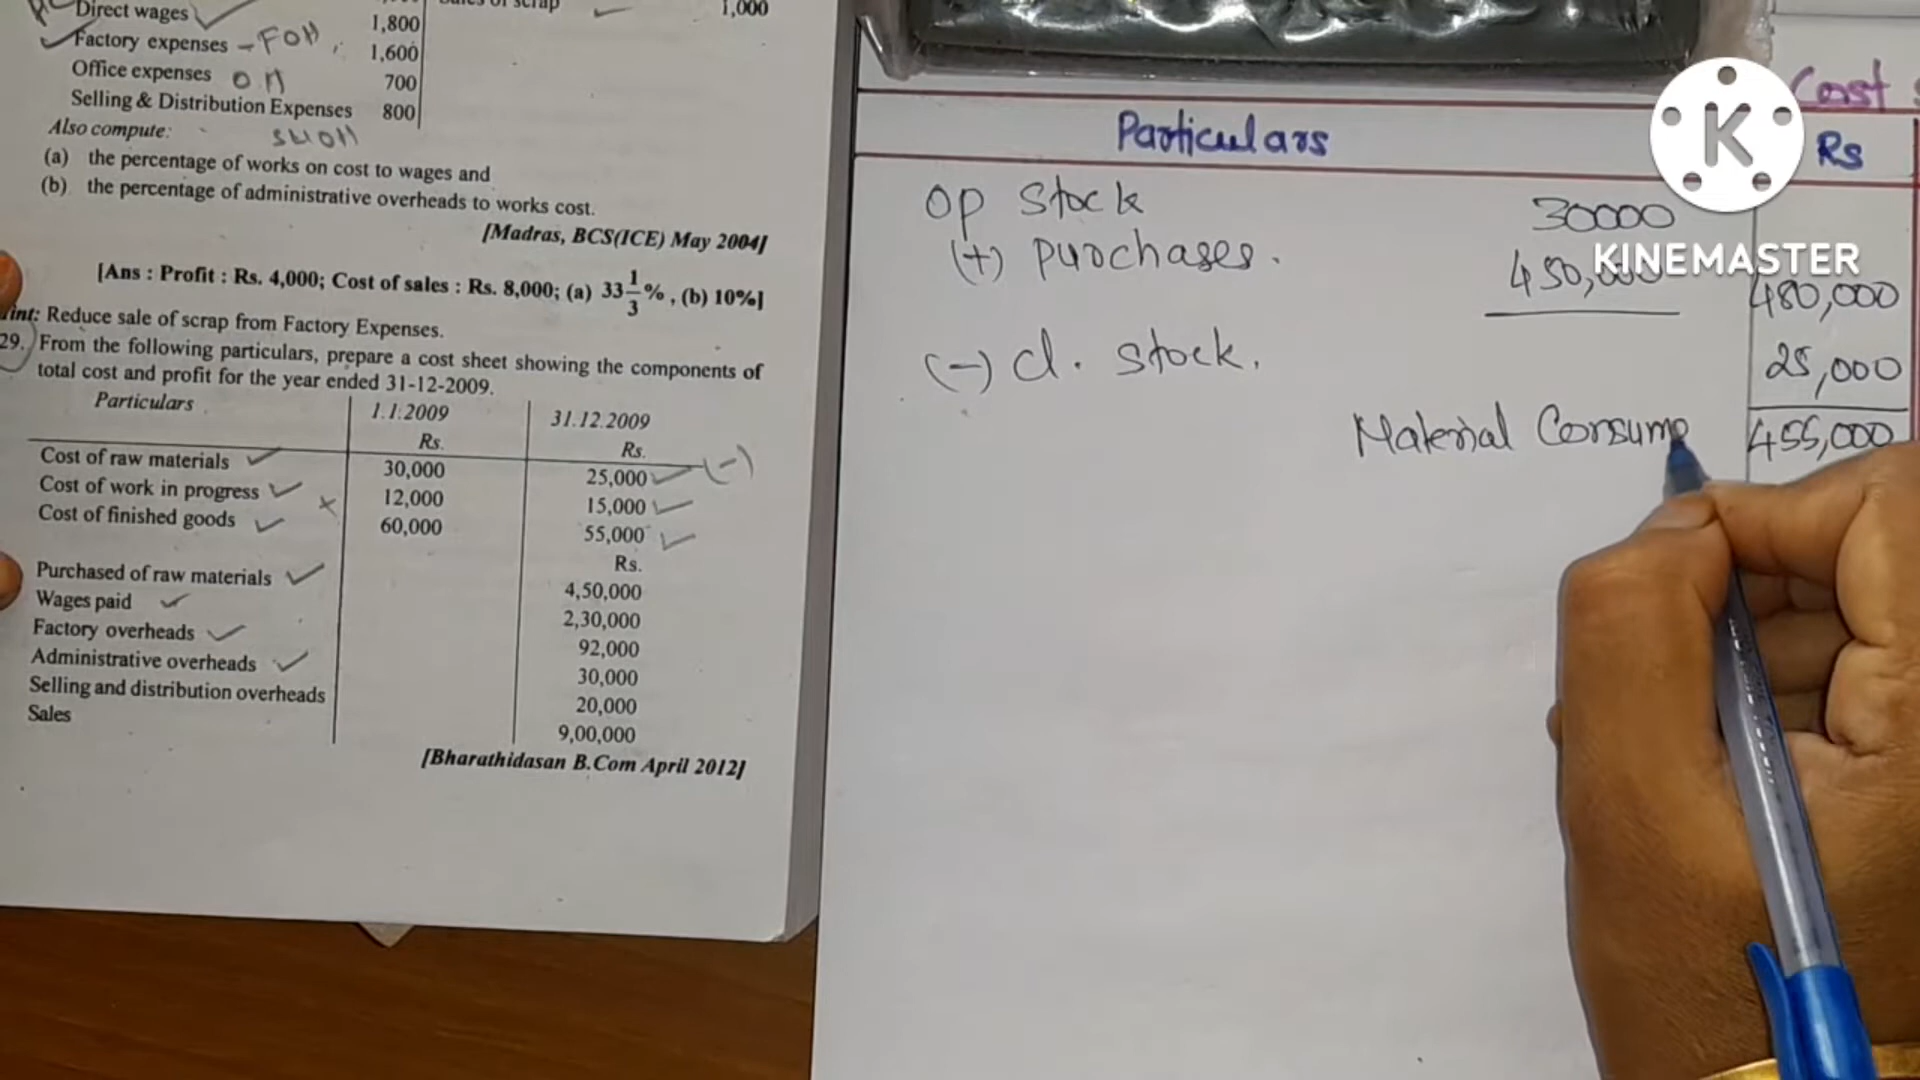 1,000
Direct wages 1,800
Factory expenses - FOH 1,600
Office expenses OH 700
Selling & Distribution Expenses 800
Also compute:
(a) the percentage of works on cost to wages and
(b) the percentage of administrative overheads to works cost.
[Madras, BCS(ICE) May 2004]
[Ans : Profit : Rs. 4,000; Cost of sales : Rs. 8,000; (a) 33 1/3 %, (b) 10%]
Hint: Reduce sale of scrap from Factory Expenses.
29. From the following particulars, prepare a cost sheet showing the components of
total cost and profit for the year ended 31-12-2009.
Particulars 1.1.2009 31.12.2009
Rs. Rs.
Cost of raw materials 30,000 25,000 (-)
Cost of work in progress 12,000 15,000
Cost of finished goods 60,000 55,000
Rs.
Purchased of raw materials 4,50,000
Wages paid 2,30,000
Factory overheads 92,000
Administrative overheads 30,000
Selling and distribution overheads 20,000
Sales 9,00,000
[Bharathidasan B.Com April 2012]
Cost
Particulars Rs
Op Stock 30000
(+) purchases. 450,000 480,000
(-) cl. stock. 25,000
Material Consume 455,000
K
KINEMASTER